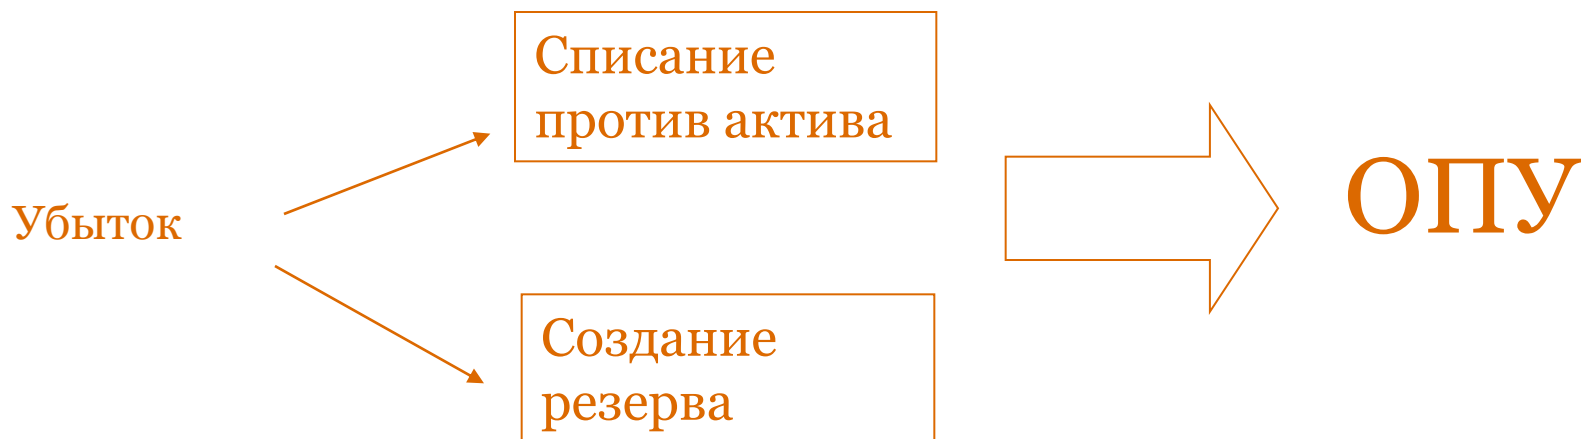 Убыток
Списание
против актива
Создание
резерва
ОПУ